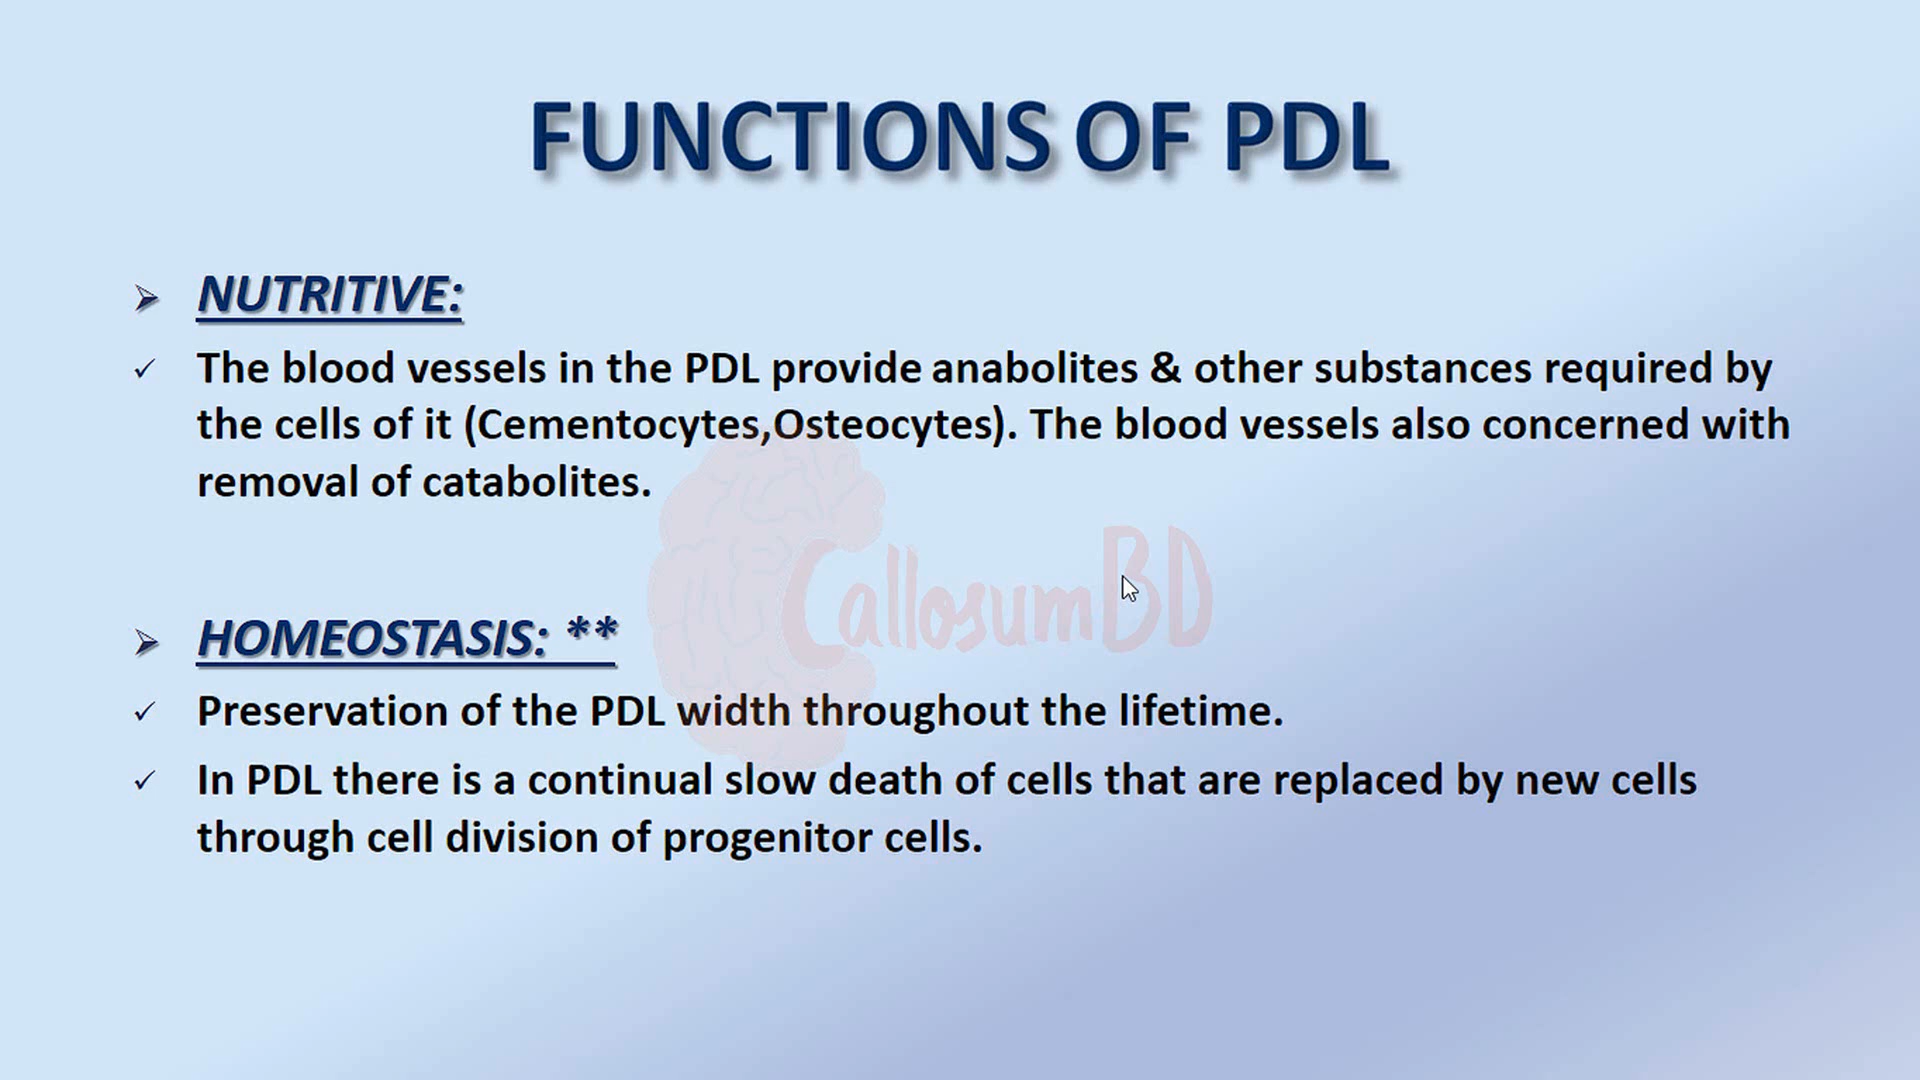 FUNCTIONS OF PDL
➢ NUTRITIVE:
✓ The blood vessels in the PDL provide anabolites & other substances required by
the cells of it (Cementocytes,Osteocytes). The blood vessels also concerned with
removal of catabolites.
CallosumBD
➢ HOMEOSTASIS: **
✓ Preservation of the PDL width throughout the lifetime.
✓ In PDL there is a continual slow death of cells that are replaced by new cells
through cell division of progenitor cells.